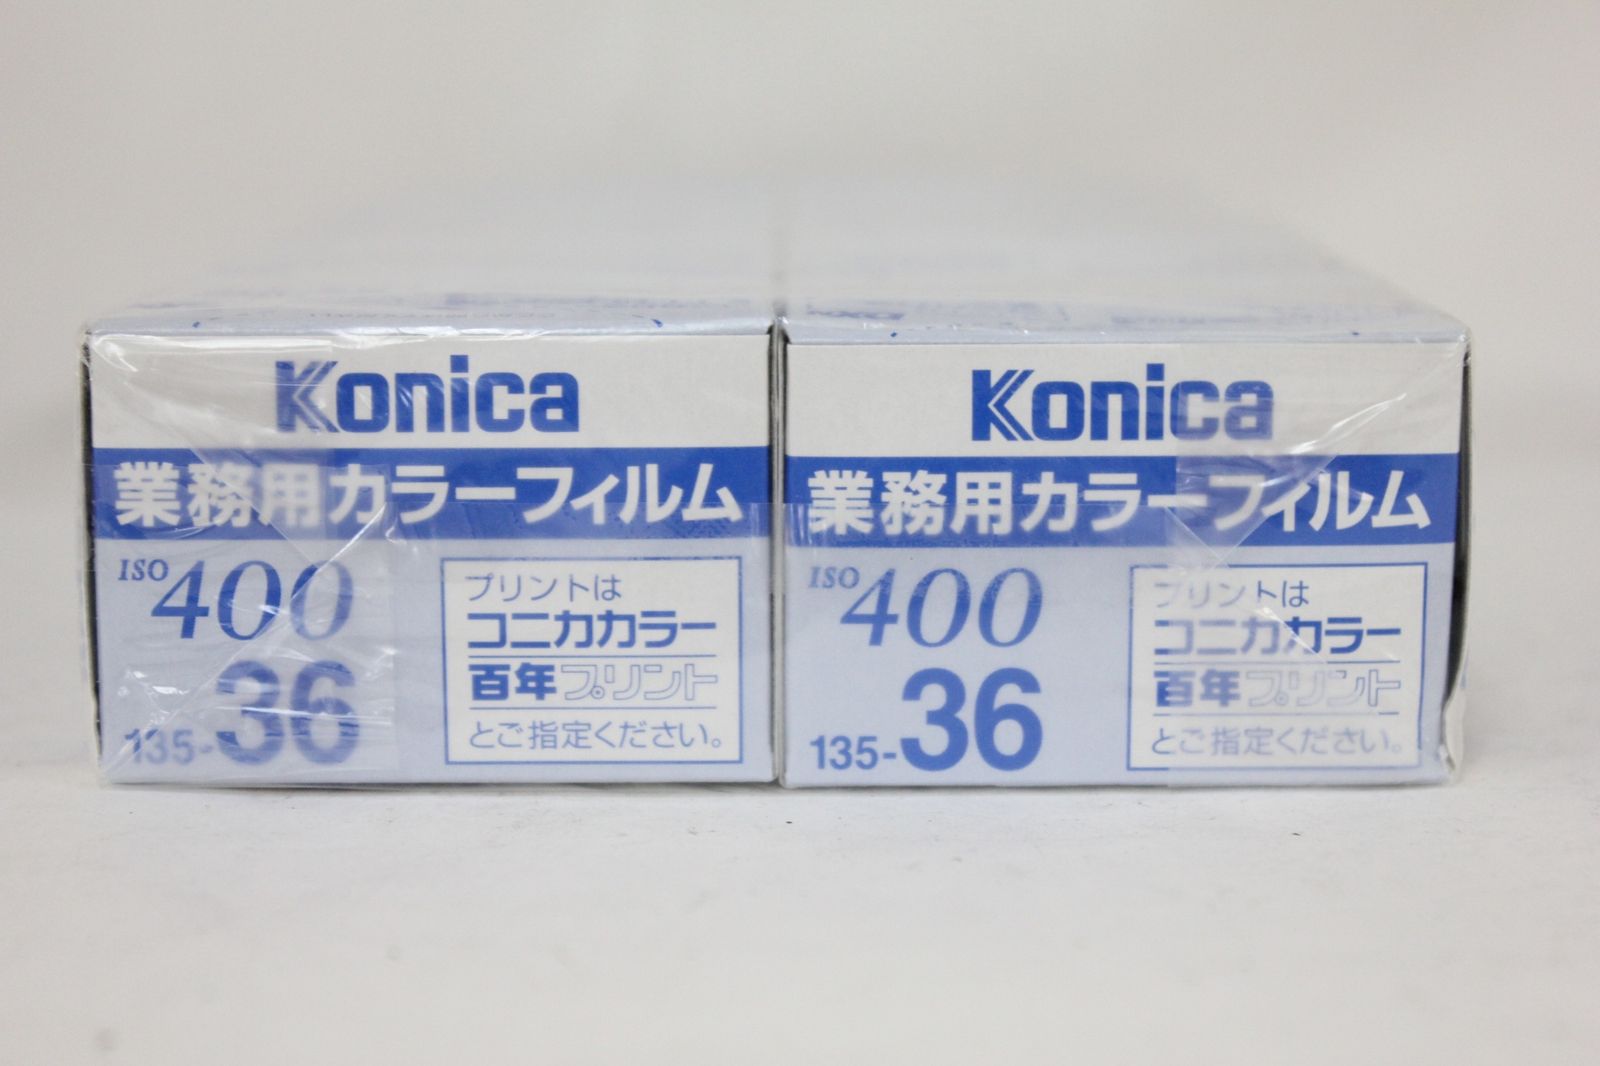 Konica
業務用カラーフィルム
ISO 400
135-36
プリントは
コニカカラー
百年プリント
とご指定ください。
Konica
業務用カラーフィルム
ISO 400
135-36
プリントは
コニカカラー
百年プリント
とご指定ください。